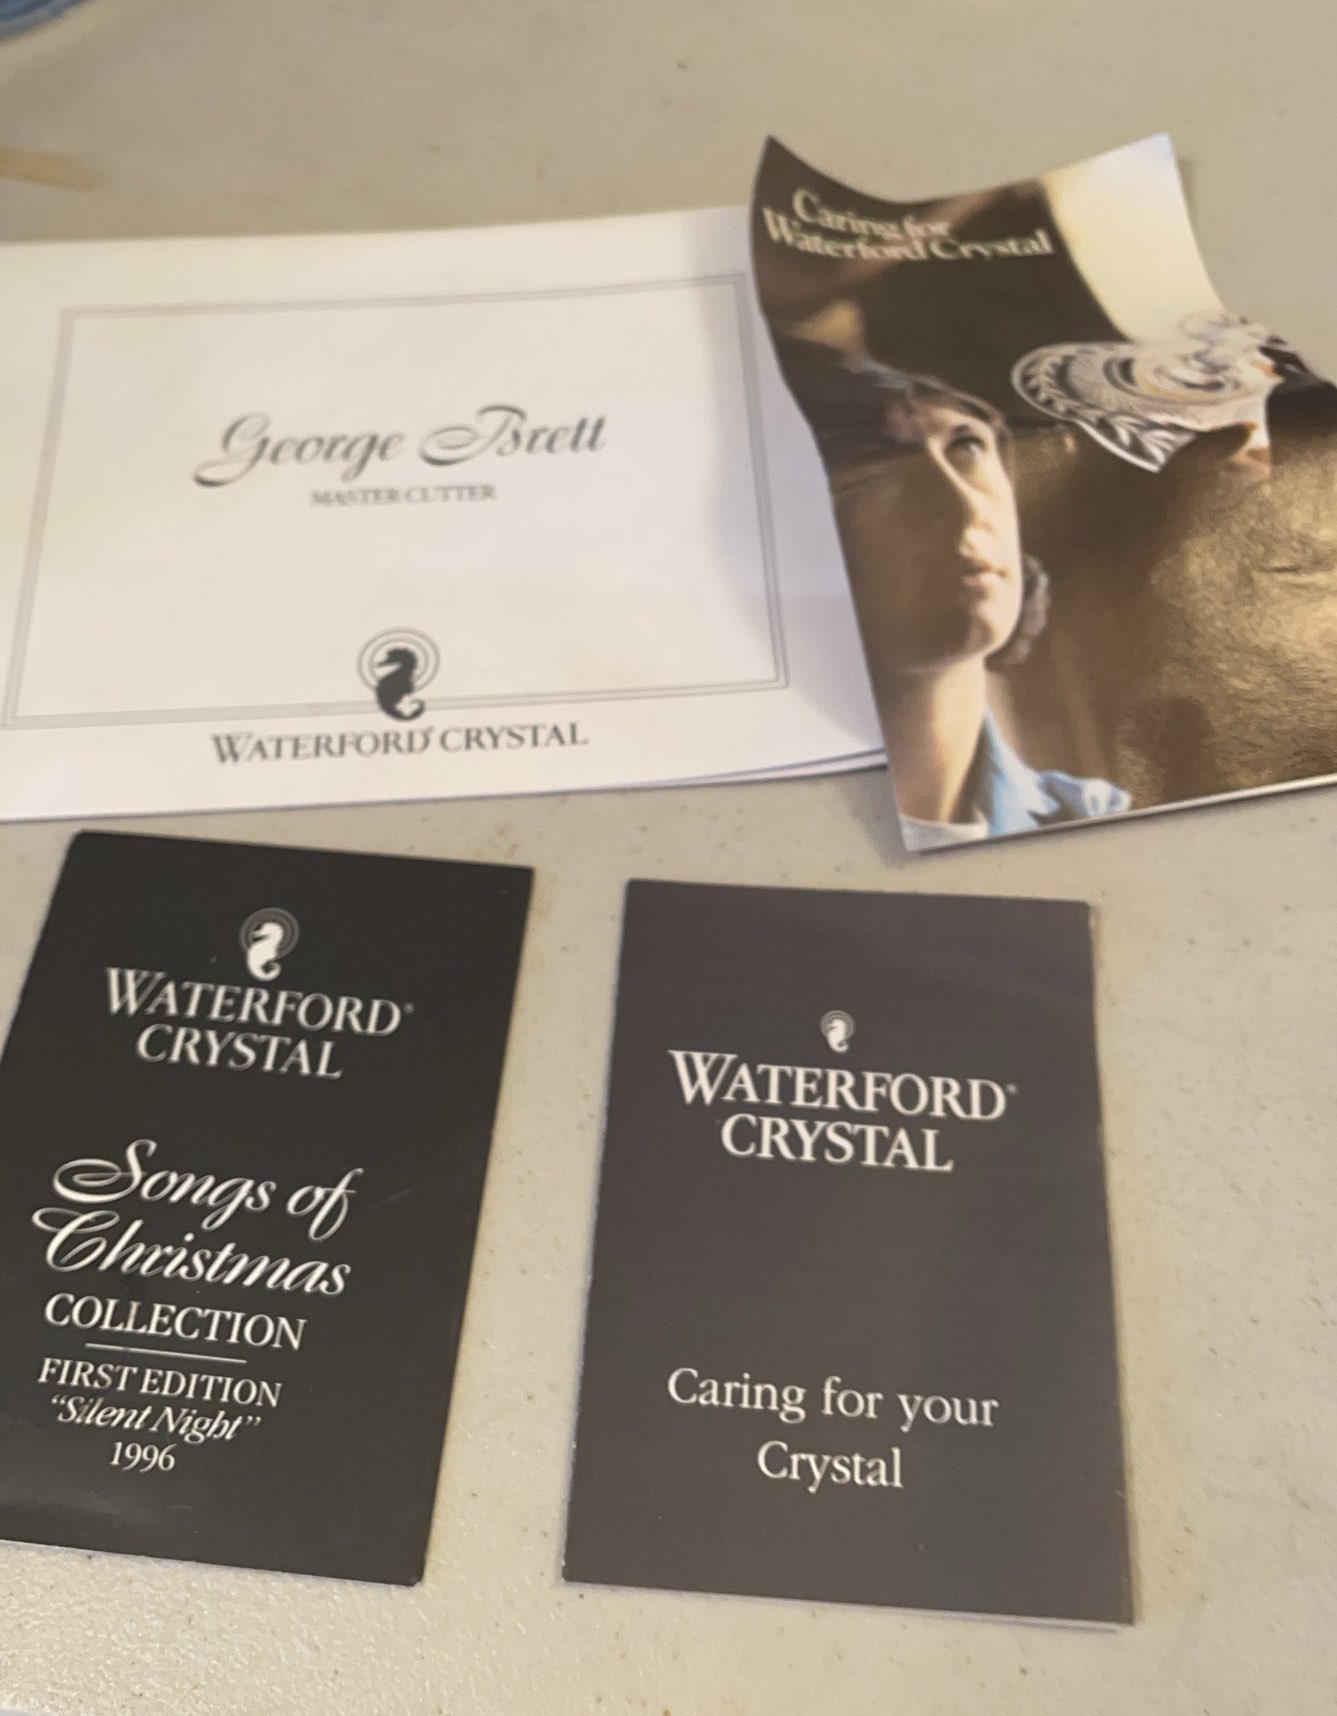 Caring for
Waterford Crystal
George Brett
MASTER CUTTER
WATERFORD® CRYSTAL
WATERFORD®
CRYSTAL
Songs of
Christmas
COLLECTION
FIRST EDITION
“Silent Night”
1996
WATERFORD®
CRYSTAL
Caring for your
Crystal